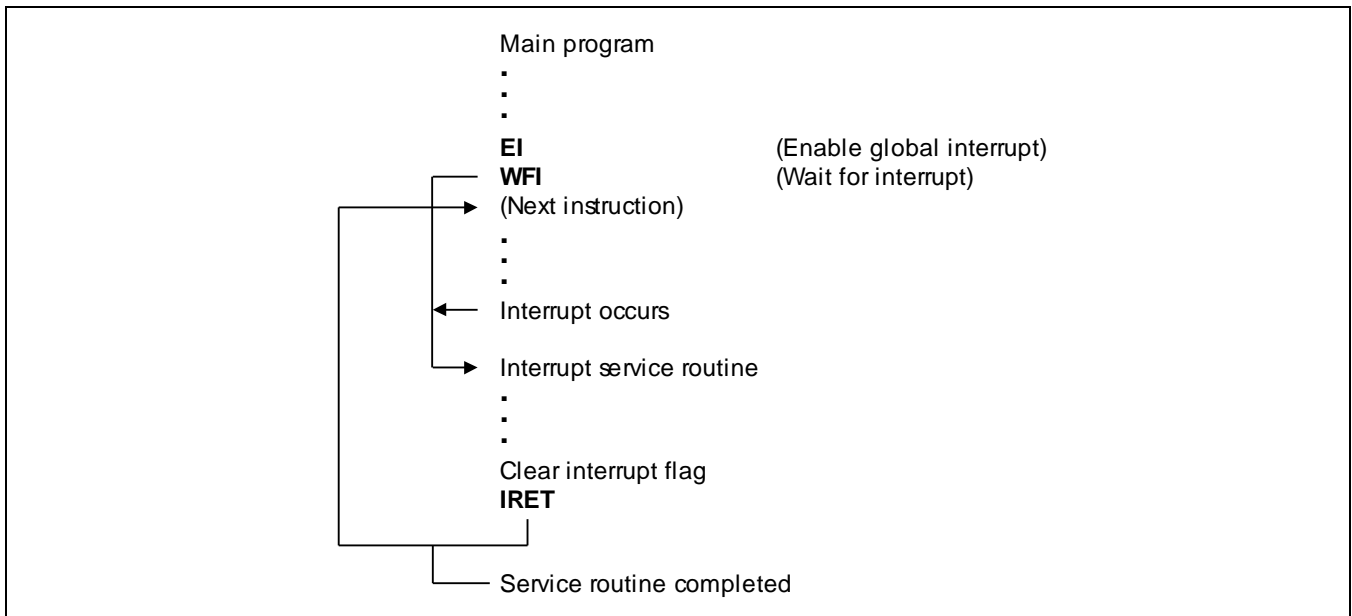 Main program
EI (Enable global interrupt)
WFI (Wait for interrupt)
(Next instruction)
Interrupt occurs
Interrupt service routine
Clear interrupt flag
IRET
Service routine completed